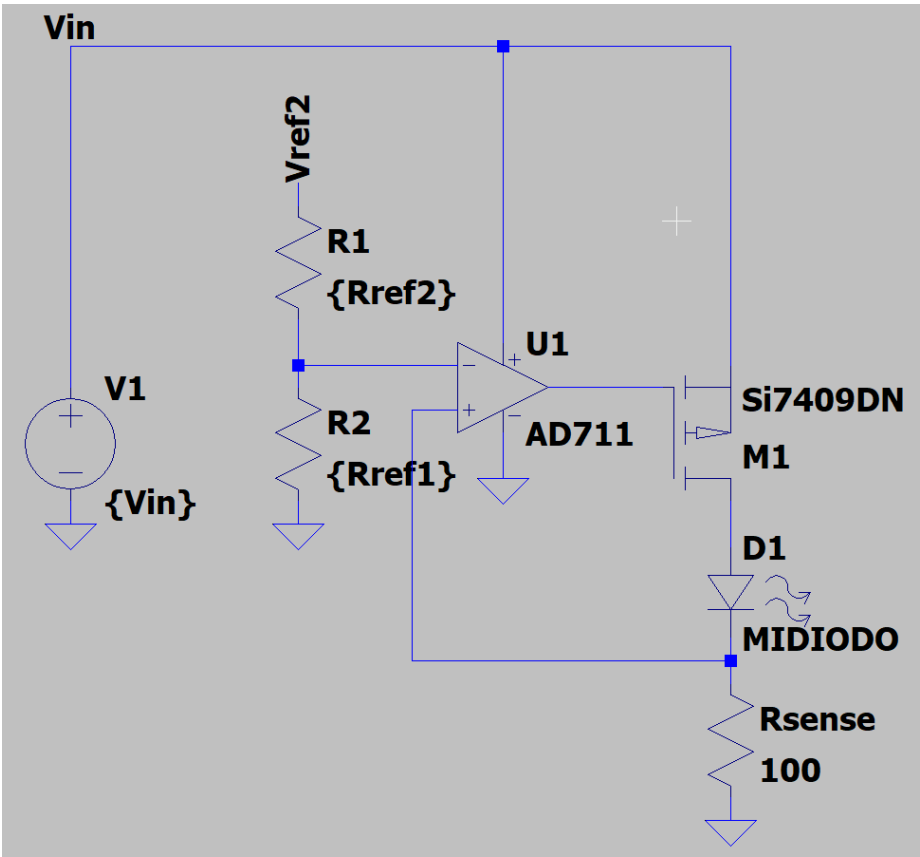 Vin
Vref2
R1
{Rref2}
V1
{Vin}
R2
{Rref1}
U1
AD711
Si7409DN
M1
D1
MIDIODO
Rsense
100